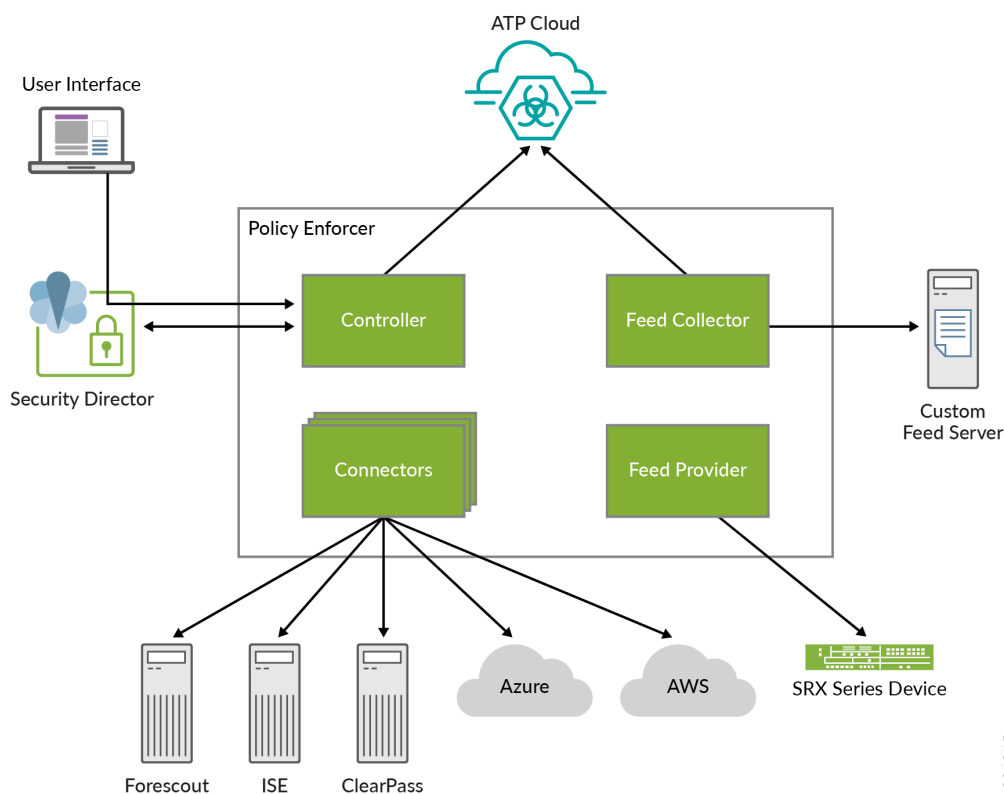 ATP Cloud
User Interface
Policy Enforcer
Controller
Feed Collector
Security Director
Custom
Feed Server
Connectors
Feed Provider
Azure
AWS
SRX Series Device
Forescout
ISE
ClearPass